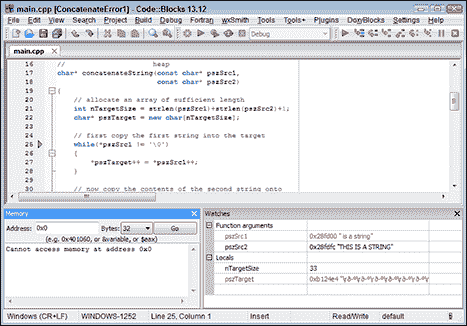 main.cpp [ConcatenateError1] - Code::Blocks 13.12
File Edit View Search Project Build Debug Fortran wxSmith Tools Tools+ Plugins DoxyBlocks Settings Help
Debug
main.cpp
16 // heap
17 char* concatenateString(const char* pszSrc1,
18 const char* pszSrc2)
19 {
20 // allocate an array of sufficient length
21 int nTargetSize = strlen(pszSrc1)+strlen(pszSrc2)+1;
22 char* pszTarget = new char[nTargetSize];
23
24 // first copy the first string into the target
25 while(*pszSrc1 != '\0')
26 {
27 *pszTarget++ = *pszSrc1++;
28 }
29
30 // now copy the contents of the second string onto
Memory
Address: 0x0 Bytes: 32 Go
(e.g. 0x401060, or &variable, or $eax)
Cannot access memory at address 0x0
Watches
Function arguments
pszSrc1 0x28fd00 " is a string"
pszSrc2 0x28fdfc "THIS IS A STRING"
Locals
nTargetSize 33
pszTarget 0xb124e4
Windows (CR+LF) WINDOWS-1252 Line 25, Column 1 Insert Read/Write default